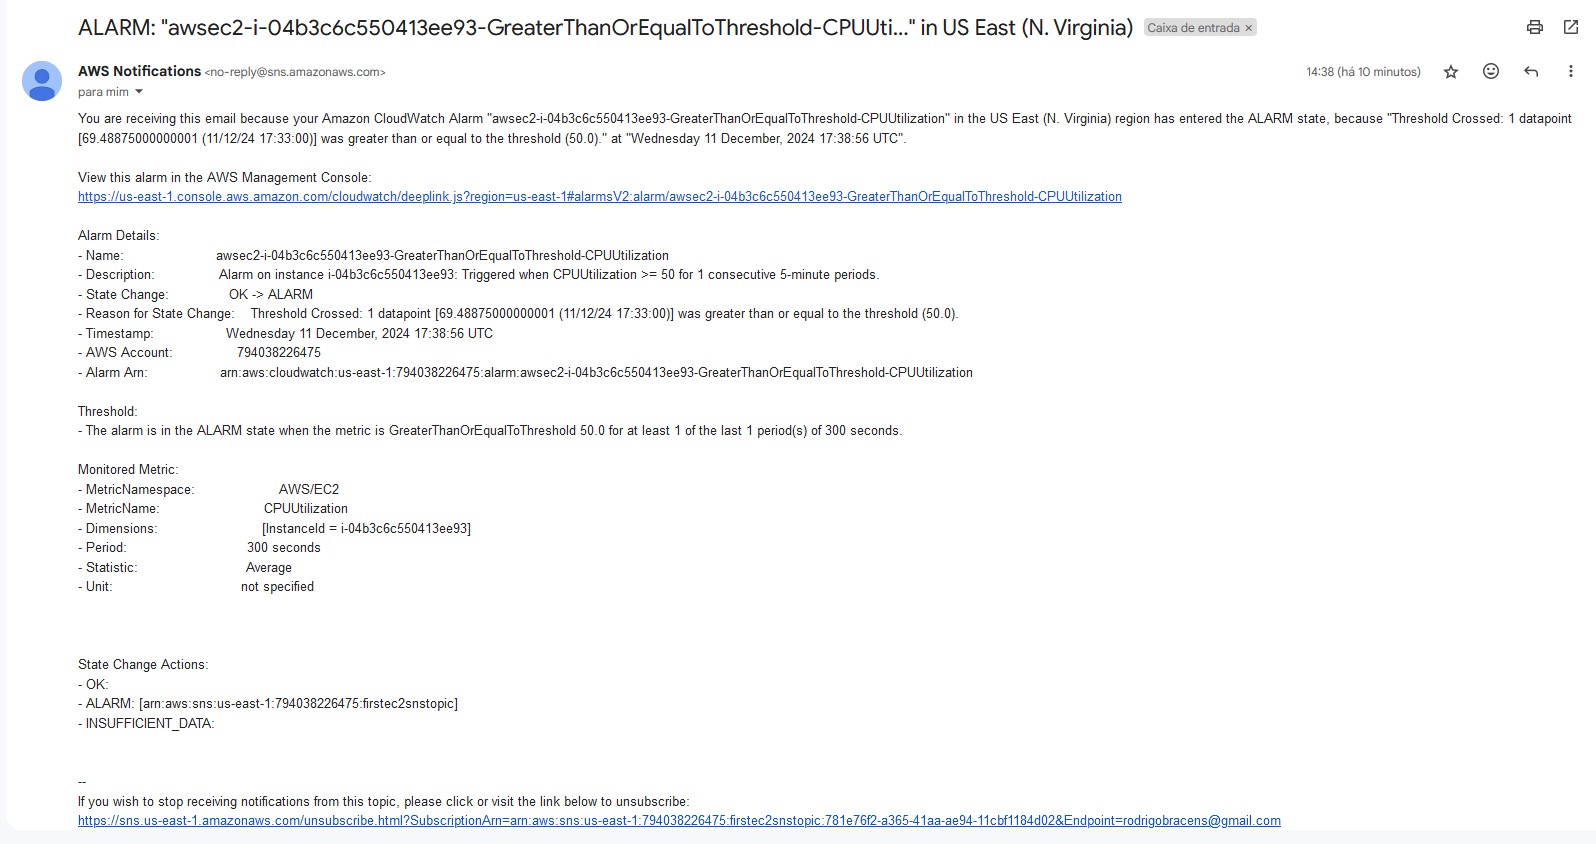 ALARM: "awsec2-i-04b3c6c550413ee93-GreaterThanOrEqualToThreshold-CPUUti..." in US East (N. Virginia) Caixa de entrada ×
AWS Notifications <no-reply@sns.amazonaws.com> 14:38 (há 10 minutos)
para mim
You are receiving this email because your Amazon CloudWatch Alarm "awsec2-i-04b3c6c550413ee93-GreaterThanOrEqualToThreshold-CPUUtilization" in the US East (N. Virginia) region has entered the ALARM state, because "Threshold Crossed: 1 datapoint
[69.48875000000001 (11/12/24 17:33:00)] was greater than or equal to the threshold (50.0)." at "Wednesday 11 December, 2024 17:38:56 UTC".
View this alarm in the AWS Management Console:
https://us-east-1.console.aws.amazon.com/cloudwatch/deeplink.js?region=us-east-1#alarmsV2:alarm/awsec2-i-04b3c6c550413ee93-GreaterThanOrEqualToThreshold-CPUUtilization
Alarm Details:
- Name: awsec2-i-04b3c6c550413ee93-GreaterThanOrEqualToThreshold-CPUUtilization
- Description: Alarm on instance i-04b3c6c550413ee93: Triggered when CPUUtilization >= 50 for 1 consecutive 5-minute periods.
- State Change: OK -> ALARM
- Reason for State Change: Threshold Crossed: 1 datapoint [69.48875000000001 (11/12/24 17:33:00)] was greater than or equal to the threshold (50.0).
- Timestamp: Wednesday 11 December, 2024 17:38:56 UTC
- AWS Account: 794038226475
- Alarm Arn: arn:aws:cloudwatch:us-east-1:794038226475:alarm:awsec2-i-04b3c6c550413ee93-GreaterThanOrEqualToThreshold-CPUUtilization
Threshold:
- The alarm is in the ALARM state when the metric is GreaterThanOrEqualToThreshold 50.0 for at least 1 of the last 1 period(s) of 300 seconds.
Monitored Metric:
- MetricNamespace: AWS/EC2
- MetricName: CPUUtilization
- Dimensions: [InstanceId = i-04b3c6c550413ee93]
- Period: 300 seconds
- Statistic: Average
- Unit: not specified
State Change Actions:
- OK:
- ALARM: [arn:aws:sns:us-east-1:794038226475:firstec2snstopic]
- INSUFFICIENT_DATA:
--
If you wish to stop receiving notifications from this topic, please click or visit the link below to unsubscribe:
https://sns.us-east-1.amazonaws.com/unsubscribe.html?SubscriptionArn=arn:aws:sns:us-east-1:794038226475:firstec2snstopic:781e76f2-a365-41aa-ae94-11cbf1184d02&Endpoint=rodrigobracens@gmail.com